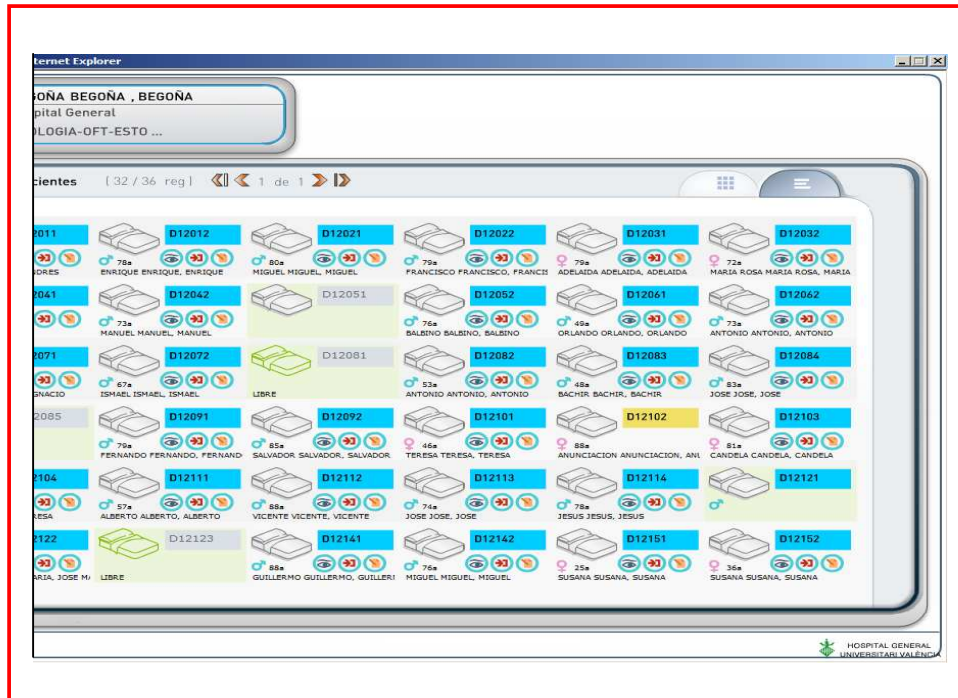 ternet Explorer
OÑA BEGOÑA , BEGOÑA
pital General
OLOGIA-OFT-ESTO ...
cientes [ 32 / 36 reg ] 1 de 1
2011 D12012 D12021 D12022 D12031 D12032
78a 80a 79a 79a 72a
DRES ENRIQUE ENRIQUE, ENRIQUE MIGUEL MIGUEL, MIGUEL FRANCISCO FRANCISCO, FRANCIS ADELAIDA ADELAIDA, ADELAIDA MARIA ROSA MARIA ROSA, MARIA
2041 D12042 D12051 D12052 D12061 D12062
73a 76a 49a 73a
MANUEL MANUEL, MANUEL BALBINO BALBINO, BALBINO ORLANDO ORLANDO, ORLANDO ANTONIO ANTONIO, ANTONIO
2071 D12072 D12081 D12082 D12083 D12084
67a 53a 48a 83a
GNACIO ISMAEL ISMAEL, ISMAEL LIBRE ANTONIO ANTONIO, ANTONIO BACHIR BACHIR, BACHIR JOSE JOSE, JOSE
2085 D12091 D12092 D12101 D12102 D12103
79a 85a 46a 88a 81a
FERNANDO FERNANDO, FERNAND SALVADOR SALVADOR, SALVADOR TERESA TERESA, TERESA ANUNCIACION ANUNCIACION, ANU CANDELA CANDELA, CANDELA
2104 D12111 D12112 D12113 D12114 D12121
57a 88a 74a 78a
RESA ALBERTO ALBERTO, ALBERTO VICENTE VICENTE, VICENTE JOSE JOSE, JOSE JESUS JESUS, JESUS
2122 D12123 D12141 D12142 D12151 D12152
88a 76a 25a 36a
ARIA, JOSE MA LIBRE GUILLERMO GUILLERMO, GUILLERM MIGUEL MIGUEL, MIGUEL SUSANA SUSANA, SUSANA SUSANA SUSANA, SUSANA
HOSPITAL GENERAL
UNIVERSITARI VALÈNCIA